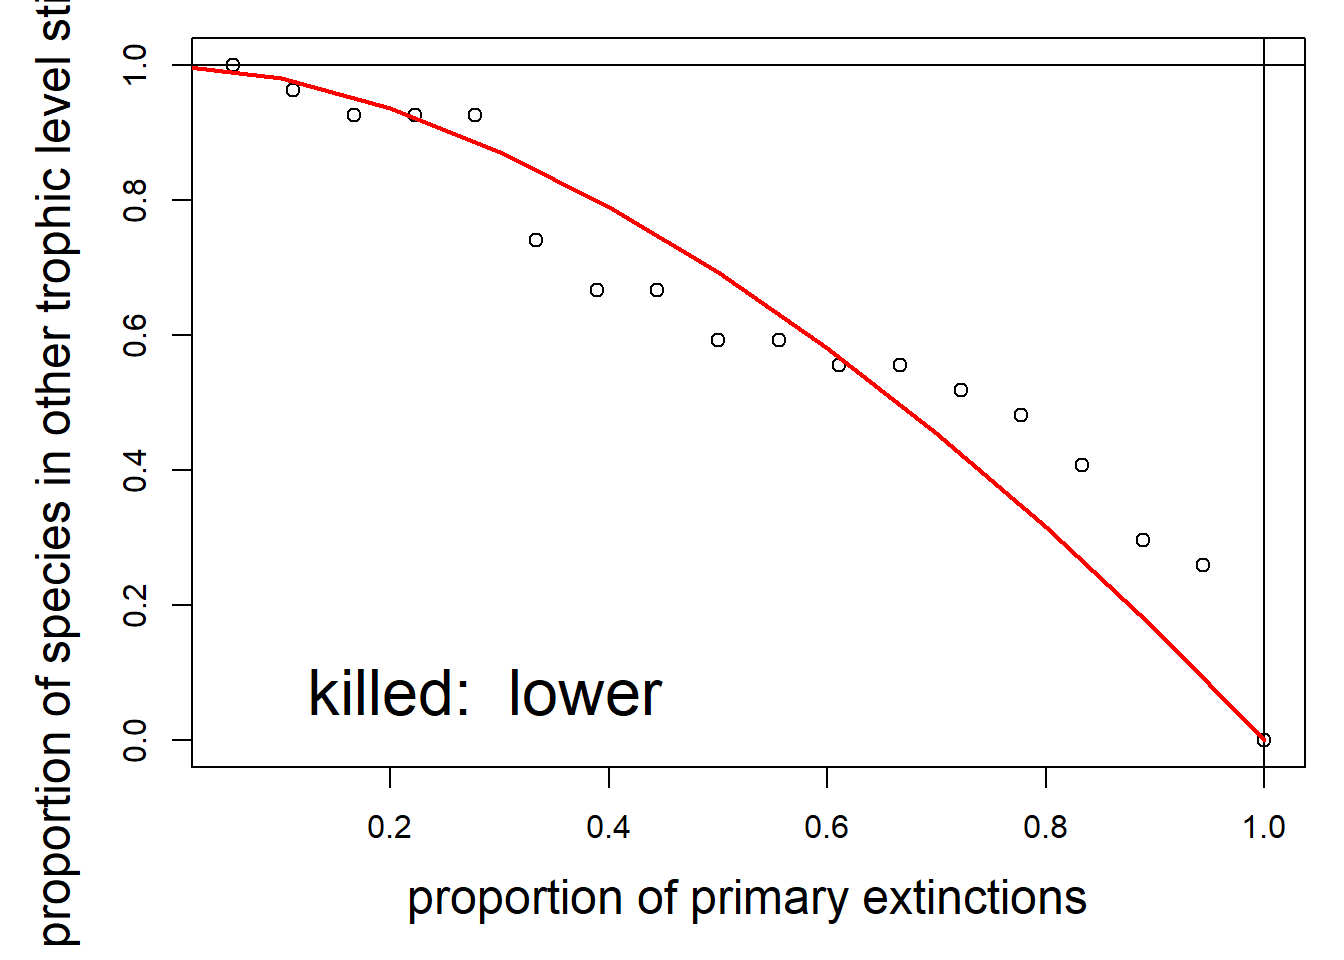 proportion of species in other trophic level
1.0
0.8
0.6
0.4
0.2
0.0
killed: lower
0.2 0.4 0.6 0.8 1.0
proportion of primary extinctions